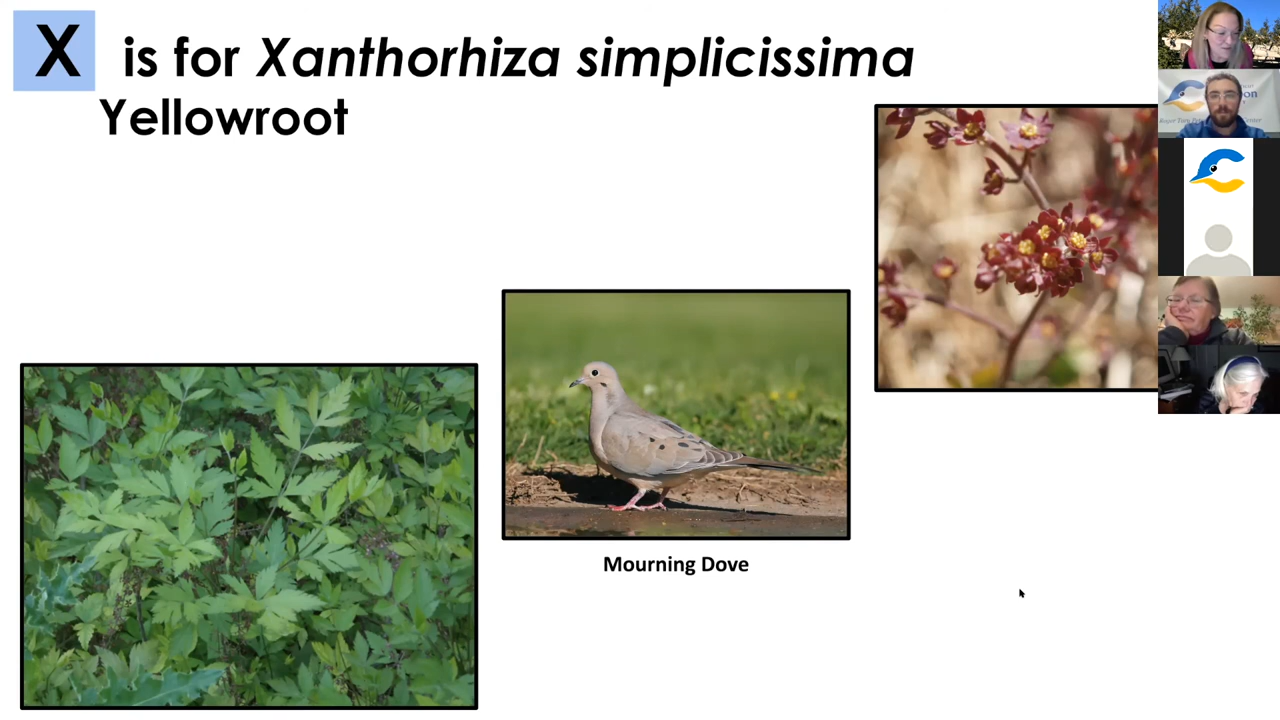 X is for Xanthorhiza simplicissima
Yellowroot
Mourning Dove